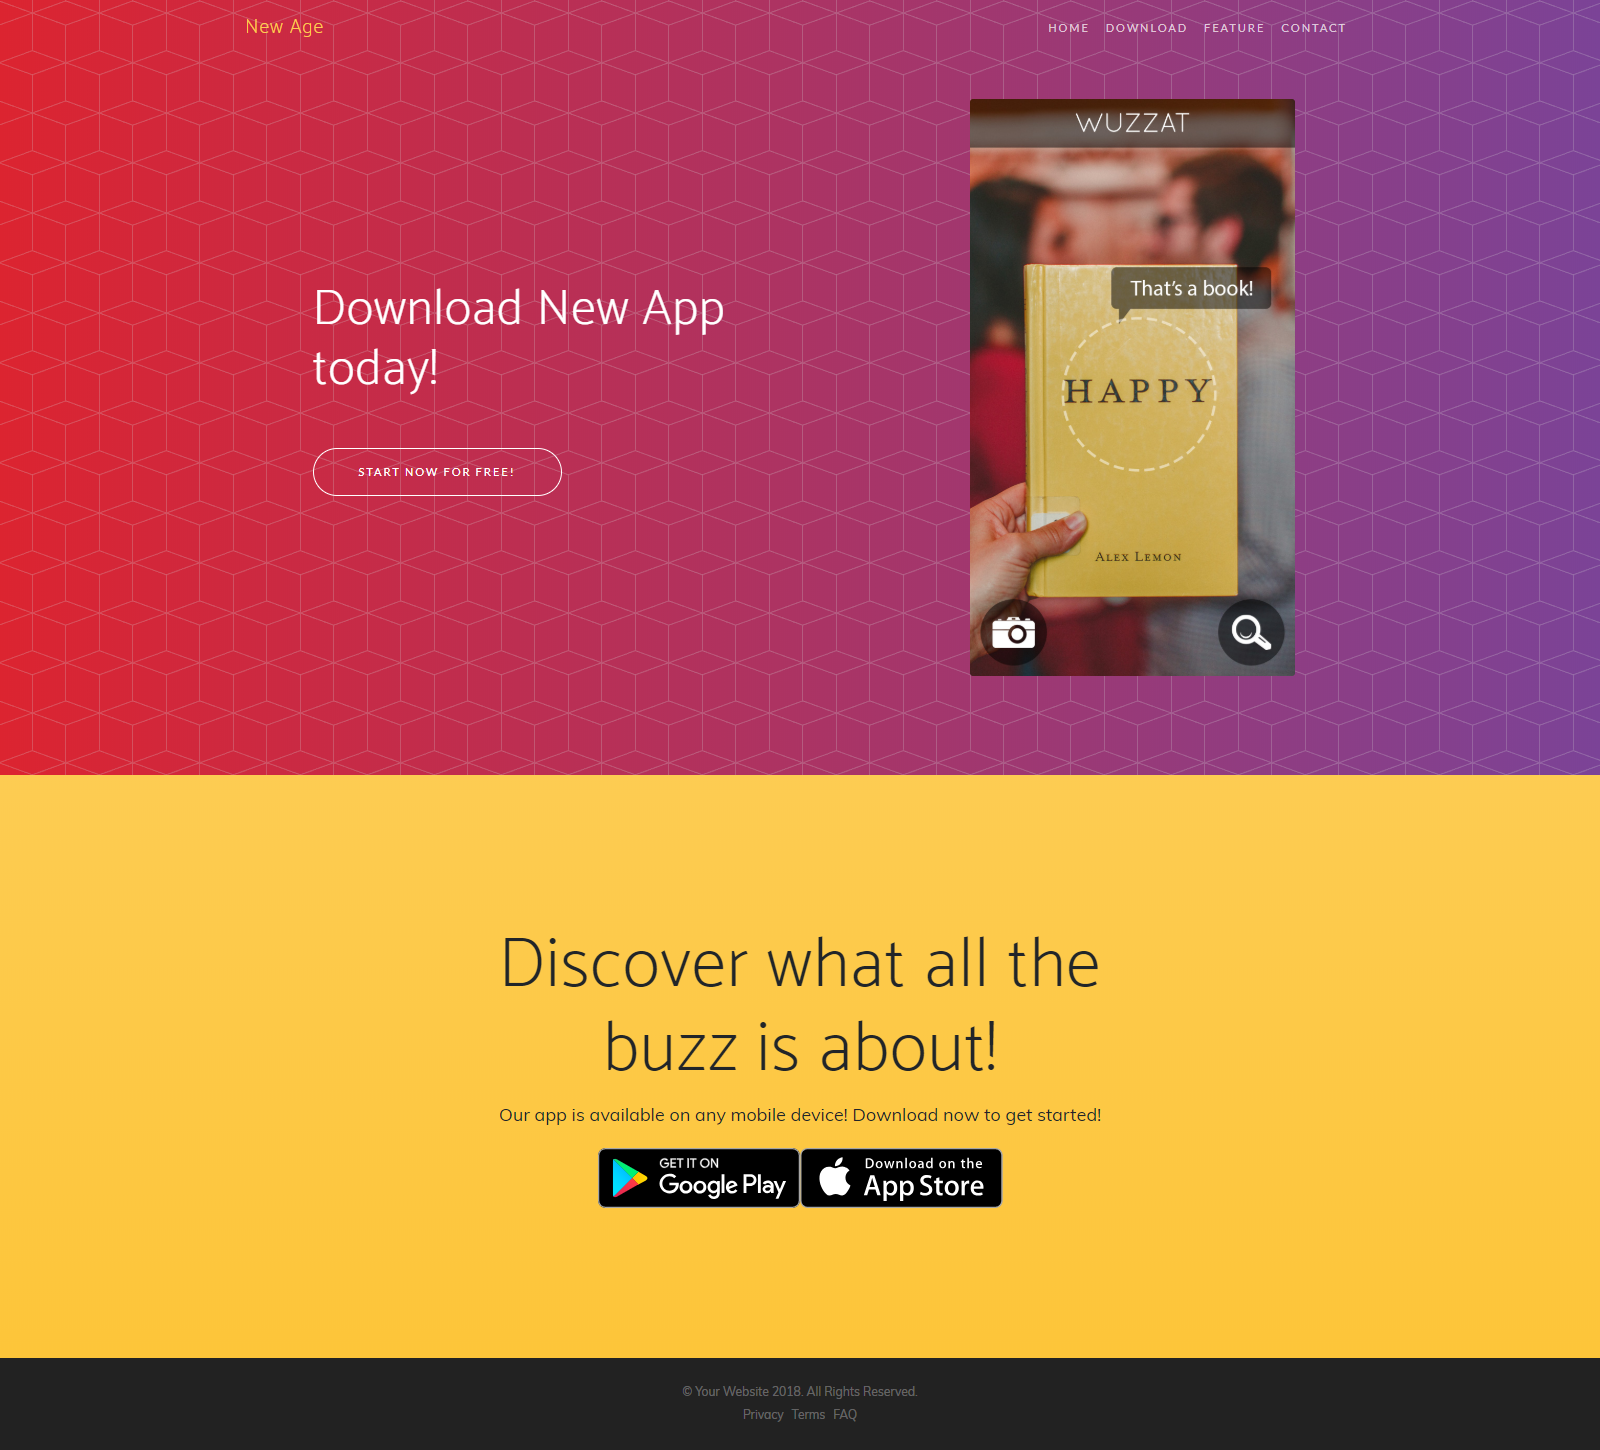 New Age
HOME DOWNLOAD FEATURE CONTACT
WUZZAT
That's a book!
HAPPY
ALEX LEMON
Download New App
today!
START NOW FOR FREE!
Discover what all the
buzz is about!
Our app is available on any mobile device! Download now to get started!
GET IT ON
Google Play
Download on the
App Store
© Your Website 2018. All Rights Reserved.
Privacy Terms FAQ